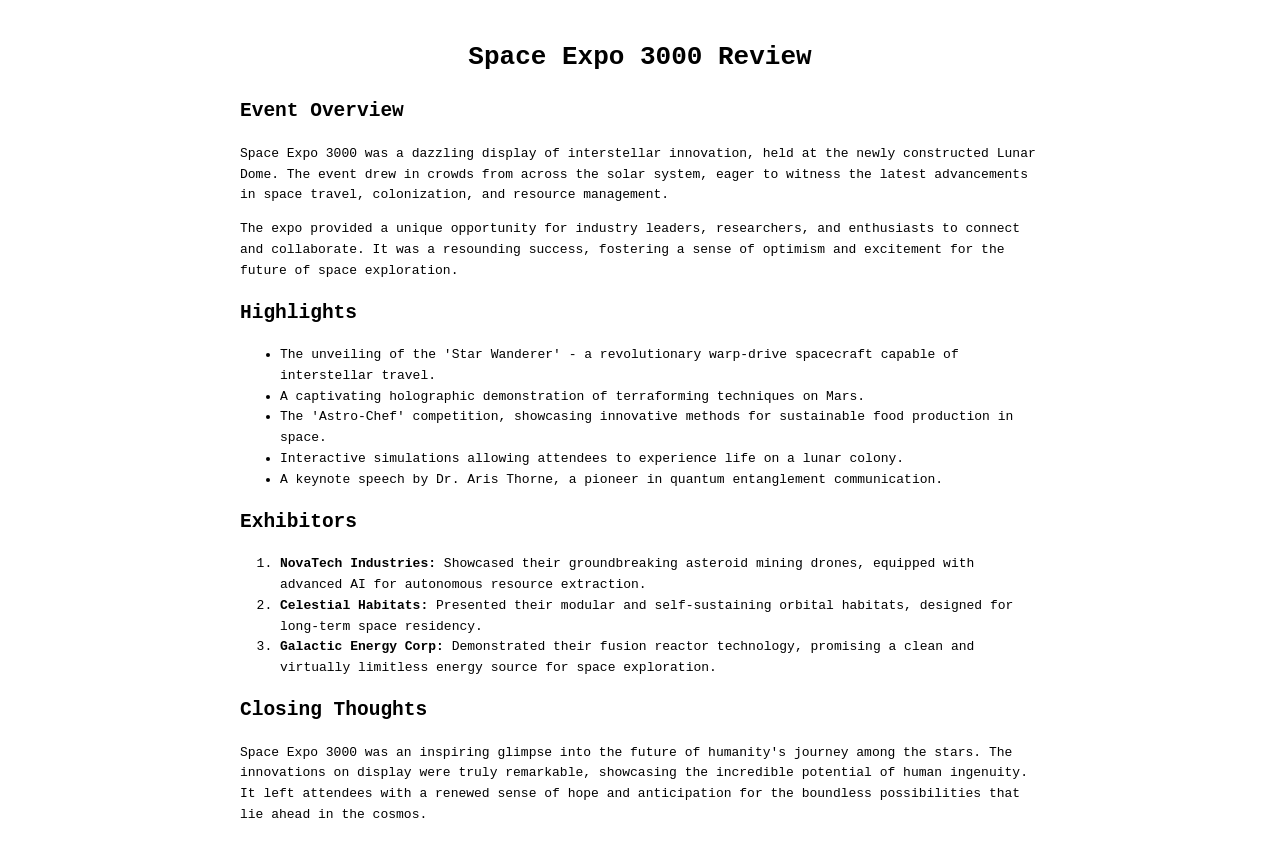 Space Expo 3000 Review
Event Overview
Space Expo 3000 was a dazzling display of interstellar innovation, held at the newly constructed Lunar
Dome. The event drew in crowds from across the solar system, eager to witness the latest advancements
in space travel, colonization, and resource management.
The expo provided a unique opportunity for industry leaders, researchers, and enthusiasts to connect
and collaborate. It was a resounding success, fostering a sense of optimism and excitement for the
future of space exploration.
Highlights
• The unveiling of the 'Star Wanderer' - a revolutionary warp-drive spacecraft capable of
interstellar travel.
• A captivating holographic demonstration of terraforming techniques on Mars.
• The 'Astro-Chef' competition, showcasing innovative methods for sustainable food production in
space.
• Interactive simulations allowing attendees to experience life on a lunar colony.
• A keynote speech by Dr. Aris Thorne, a pioneer in quantum entanglement communication.
Exhibitors
1. NovaTech Industries: Showcased their groundbreaking asteroid mining drones, equipped with
advanced AI for autonomous resource extraction.
2. Celestial Habitats: Presented their modular and self-sustaining orbital habitats, designed for
long-term space residency.
3. Galactic Energy Corp: Demonstrated their fusion reactor technology, promising a clean and
virtually limitless energy source for space exploration.
Closing Thoughts
Space Expo 3000 was an inspiring glimpse into the future of humanity's journey among the stars. The
innovations on display were truly remarkable, showcasing the incredible potential of human ingenuity.
It left attendees with a renewed sense of hope and anticipation for the boundless possibilities that
lie ahead in the cosmos.